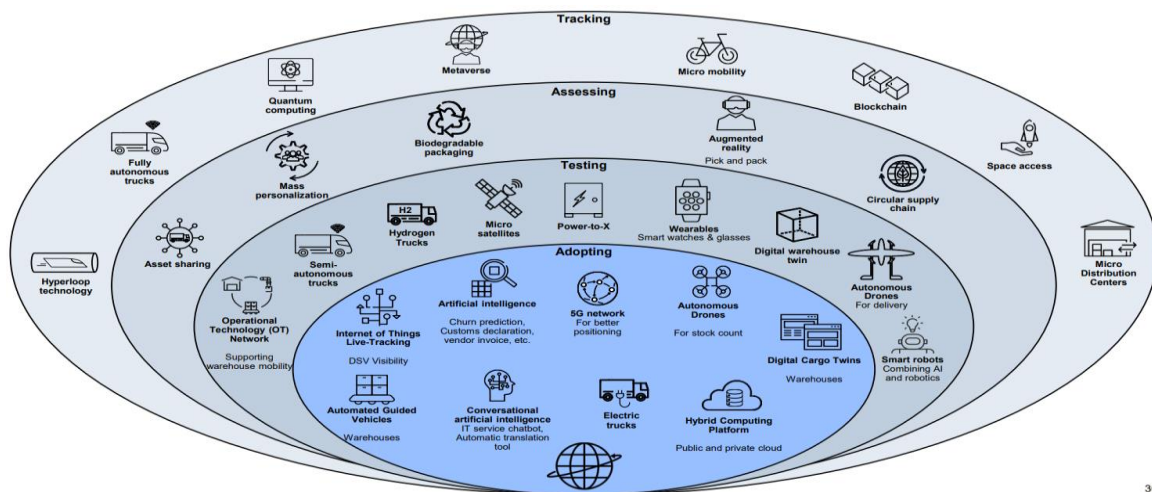 Tracking
Metaverse
Micro mobility
Quantum
computing
Blockchain
Fully
autonomous
trucks
Space access
Hyperloop
technology
Micro
Distribution
Centers
Assessing
Biodegradable
packaging
Augmented
reality
Pick and pack
Mass
personalization
Circular supply
chain
Asset sharing
Autonomous
Drones
For delivery
Testing
H2
Hydrogen
Trucks
Micro
satellites
Power-to-X
Wearables
Smart watches & glasses
Semi-
autonomous
trucks
Digital warehouse
twin
Operational
Technology (OT)
Network
Supporting
warehouse mobility
Smart robots
Combining AI
and robotics
Adopting
Internet of Things
Live-Tracking
DSV Visibility
Artificial intelligence
Churn prediction,
Customs declaration,
vendor invoice, etc.
5G network
For better
positioning
Autonomous
Drones
For stock count
Digital Cargo Twins
Warehouses
Automated Guided
Vehicles
Warehouses
Conversational
artificial intelligence
IT service chatbot,
Automatic translation
tool
Electric
trucks
Hybrid Computing
Platform
Public and private cloud